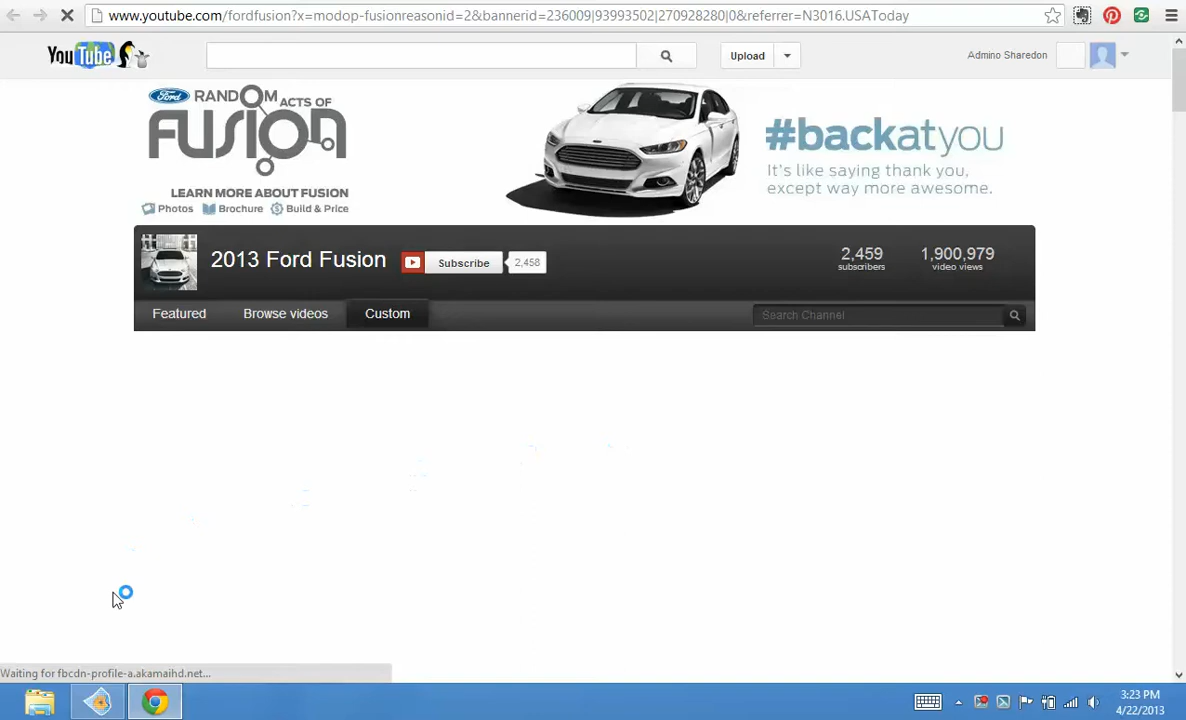 www.youtube.com/fordfusion?x=modop-fusionreasonid=2&bannerid=236009|93993502|270928280|0&referrer=N3016.USAToday
YouTube
Upload
Admino Sharedon
Ford RANDOM ACTS OF
FUSION
LEARN MORE ABOUT FUSION
Photos Brochure Build & Price
#backatyou
It's like saying thank you,
except way more awesome.
2013 Ford Fusion
Subscribe
2,458
2,459
subscribers
1,900,979
video views
Featured
Browse videos
Custom
Search Channel
Waiting for fbcdn-profile-a.akamaihd.net...
3:23 PM
4/22/2013